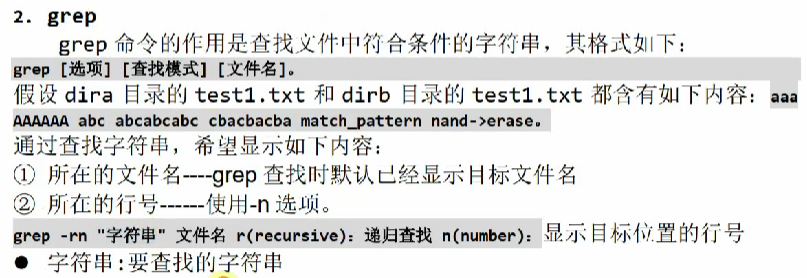 2. grep
grep 命令的作用是查找文件中符合条件的字符串，其格式如下：
grep [选项] [查找模式] [文件名]。
假设 dira 目录的 test1.txt 和 dirb 目录的 test1.txt 都含有如下内容：aaa
AAAAAA abc abcabcabc cbacbacba match_pattern nand->erase。
通过查找字符串，希望显示如下内容：
① 所在的文件名----grep 查找时默认已经显示目标文件名
② 所在的行号------使用-n 选项。
grep -rn "字符串" 文件名 r(recursive)：递归查找 n(number)：显示目标位置的行号
● 字符串:要查找的字符串